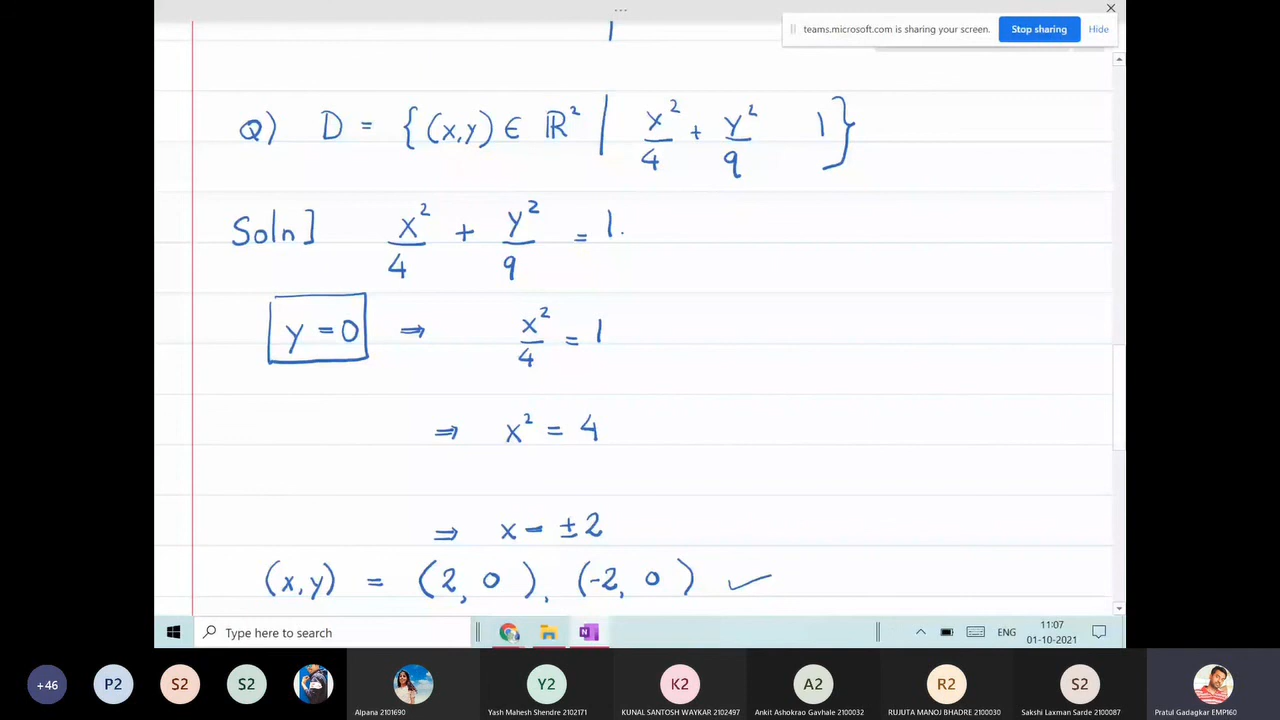 teams.microsoft.com is sharing your screen. Stop sharing Hide
Q) D = {(x,y) ∈ ℝ² | x²/4 + y²/9   1}
Soln] x²/4 + y²/9 = 1.
y = 0 ⇒ x²/4 = 1
⇒ x² = 4
⇒ x = ±2
(x,y) = (2, 0), (-2, 0) ✓
Type here to search
ENG
11:07
01-10-2021
+46 P2 S2 S2 Y2 K2 A2 R2 S2
Alpana 2101690 Yash Mahesh Shendre 2102171 KUNAL SANTOSH WAYKAR 2102497 Ankit Ashokrao Gavhale 2100032 RUJUTA MANOJ BHADRE 2100030 Sakshi Laxman Sarde 2100087 Pratul Gadagkar EMP160